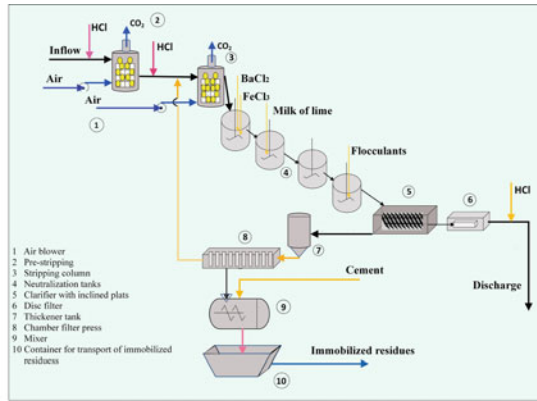 HCl
CO2
2
HCl
CO2
3
Inflow
Air
Air
1
BaCl2
FeCl3
Milk of lime
4
Flocculants
5
6
HCl
7
8
Discharge
Cement
9
Immobilized residues
10
1 Air blower
2 Pre-stripping
3 Stripping column
4 Neutralization tanks
5 Clarifier with inclined plats
6 Disc filter
7 Thickener tank
8 Chamber filter press
9 Mixer
10 Container for transport of immobilized
residuess